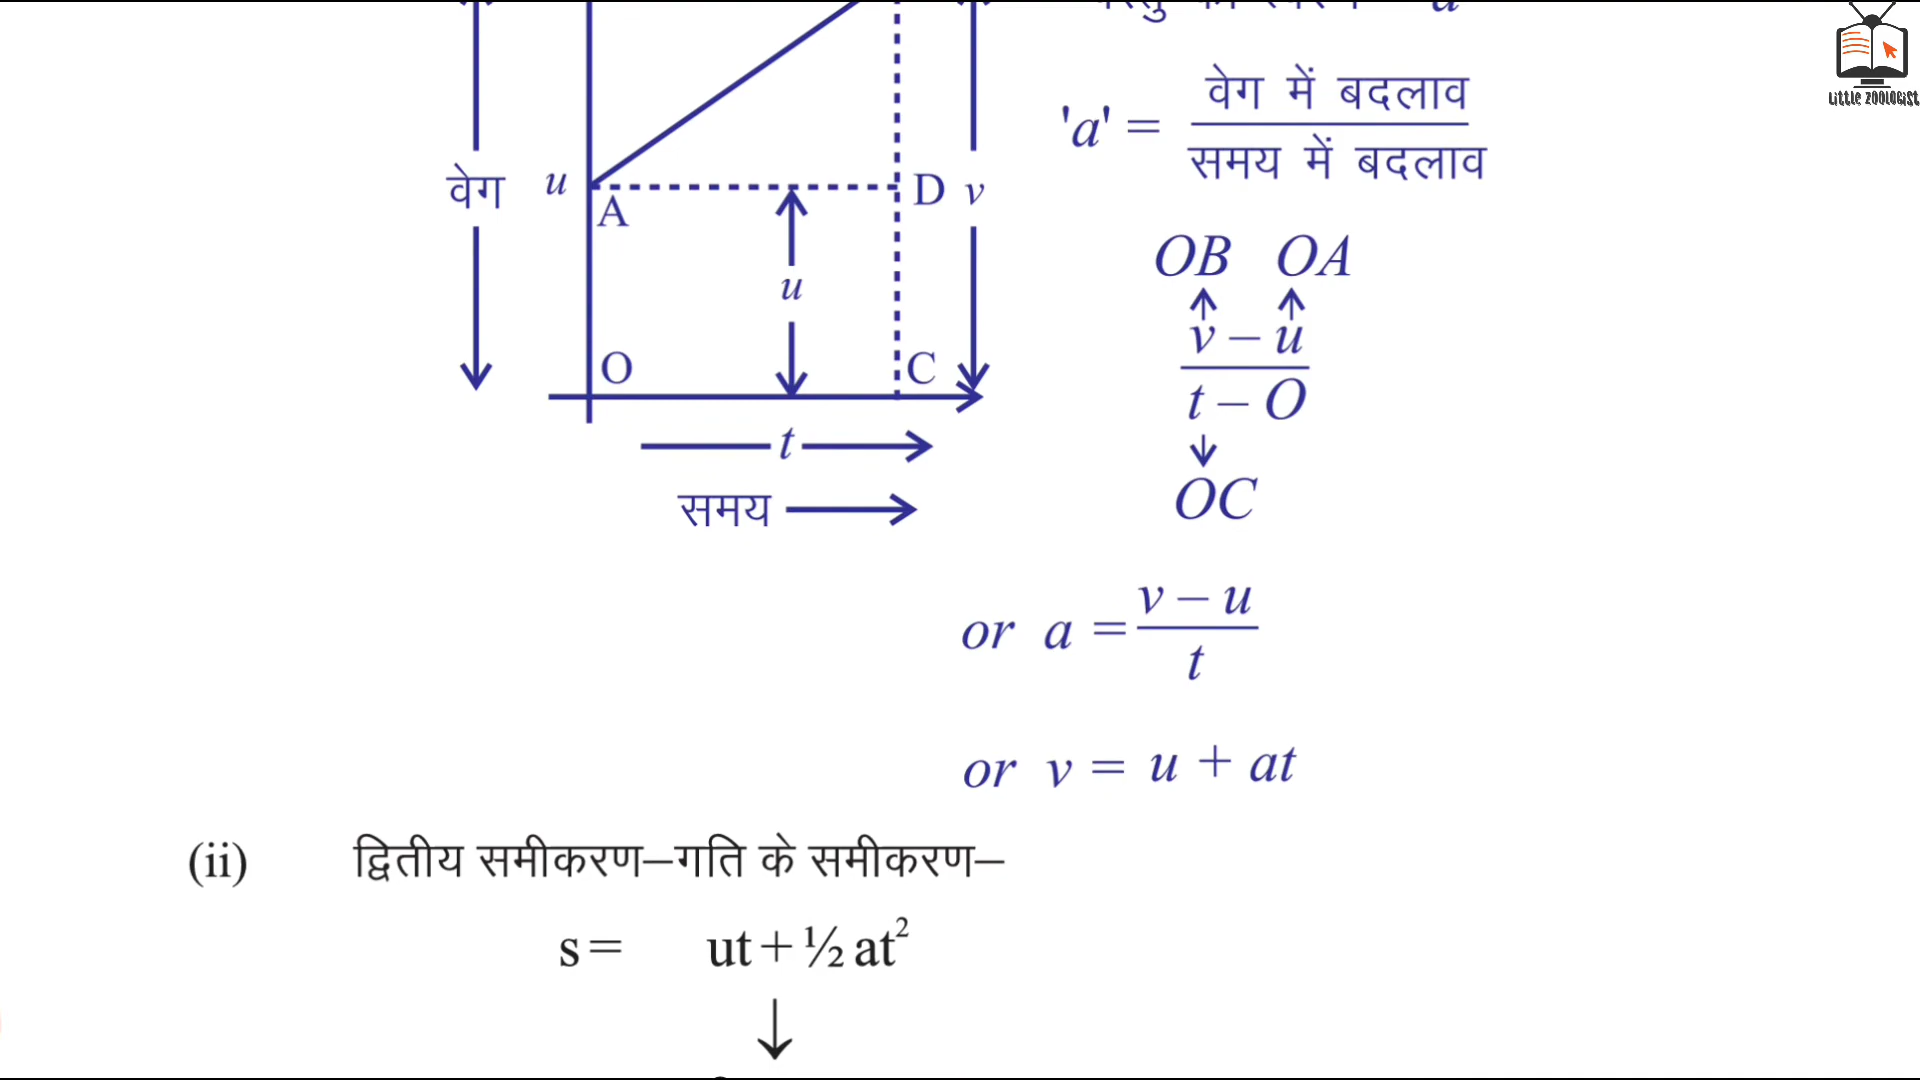 'a' = वेग में बदलाव
समय में बदलाव
वेग u A D v
OB OA
u
v – u
O C
t – O
t
OC
समय
or a = v – u
t
or v = u + at
(ii) द्वितीय समीकरण–गति के समीकरण–
s = ut + ½ at²
LITTLE ZOOLOGIST